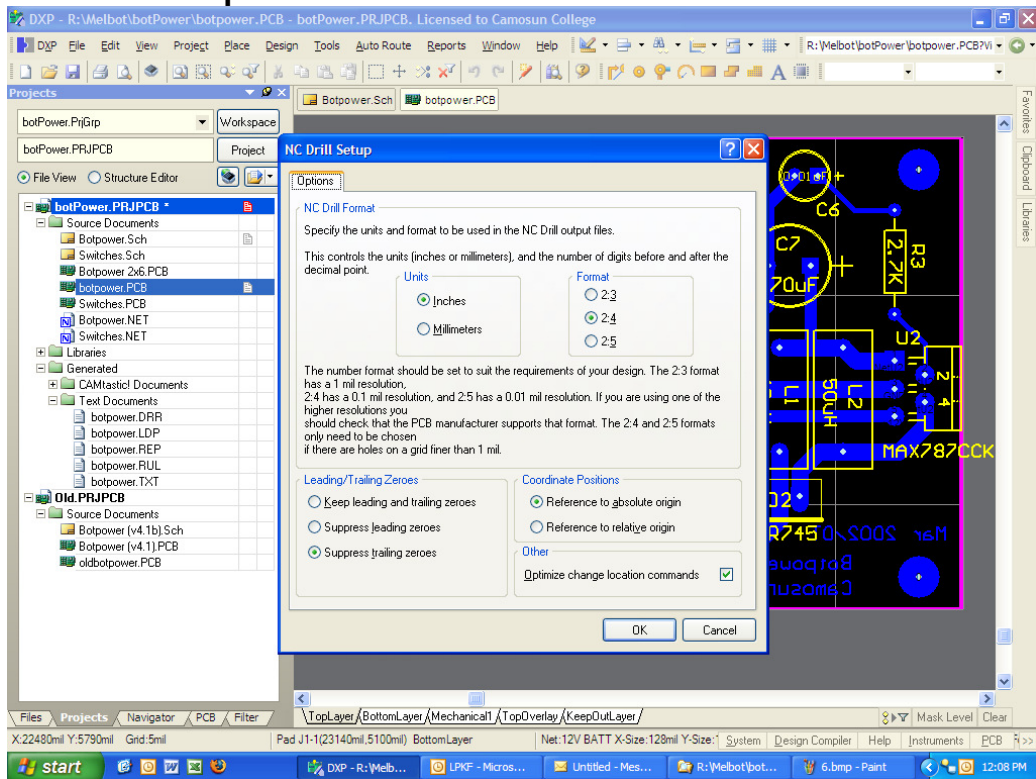 DXP - R:\Melbot\botPower\botpower.PCB - botPower.PRJPCB. Licensed to Camosun College
DXP File Edit View Project Place Design Tools Auto Route Reports Window Help R:\Melbot\botPower\botpower.PCB?Vi
Projects
Botpower.Sch botpower.PCB
botPower.PrjGrp Workspace
botPower.PRJPCB Project
File View Structure Editor
botPower.PRJPCB *
Source Documents
Botpower.Sch
Switches.Sch
Botpower 2x6.PCB
botpower.PCB
Switches.PCB
Botpower.NET
Switches.NET
Libraries
Generated
CAMtastic! Documents
Text Documents
botpower.DRR
botpower.LDP
botpower.REP
botpower.RUL
botpower.TXT
Old.PRJPCB
Source Documents
Botpower (v4.1b).Sch
Botpower (v4.1).PCB
oldbotpower.PCB
NC Drill Setup
Options
NC Drill Format
Specify the units and format to be used in the NC Drill output files.
This controls the units (inches or millimeters), and the number of digits before and after the
decimal point.
Units
Inches
Millimeters
Format
2:3
2:4
2:5
The number format should be set to suit the requirements of your design. The 2:3 format
has a 1 mil resolution,
2:4 has a 0.1 mil resolution, and 2:5 has a 0.01 mil resolution. If you are using one of the
higher resolutions you
should check that the PCB manufacturer supports that format. The 2:4 and 2:5 formats
only need to be chosen
if there are holes on a grid finer than 1 mil.
Leading/Trailing Zeroes
Keep leading and trailing zeroes
Suppress leading zeroes
Suppress trailing zeroes
Coordinate Positions
Reference to absolute origin
Reference to relative origin
Other
Optimize change location commands
OK Cancel
C6
C7
70uF
R3
2.7K
U2
L1
50uH
L2
2
4
MAX787CCK
D2
R745
Mar 2002/0
Botpowe
Camosun
Favorites
Clipboard
Libraries
Files Projects Navigator PCB Filter
TopLayer BottomLayer Mechanical1 TopOverlay KeepOutLayer
Mask Level Clear
X:22480mil Y:5790mil Grid:5mil Pad J1-1(23140mil,5100mil) BottomLayer Net:12V BATT X-Size:128mil Y-Size:1 System Design Compiler Help Instruments PCB >>
start DXP - R:\Melb... LPKF - Micros... Untitled - Mes... R:\Melbot\bot... 6.bmp - Paint 12:08 PM